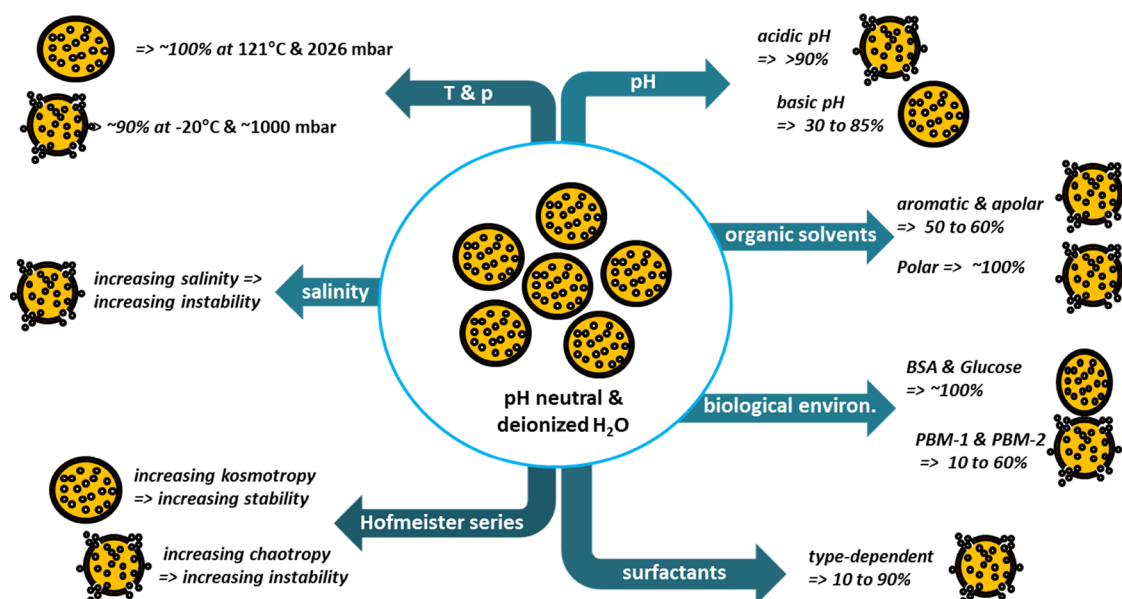 => ~100% at 121°C & 2026 mbar
~90% at -20°C & ~1000 mbar
T & p
pH
acidic pH
=> >90%
basic pH
=> 30 to 85%
organic solvents
aromatic & apolar
=> 50 to 60%
Polar => ~100%
salinity
increasing salinity =>
increasing instability
pH neutral &
deionized H₂O
biological environ.
BSA & Glucose
=> ~100%
PBM-1 & PBM-2
=> 10 to 60%
Hofmeister series
increasing kosmotropy
=> increasing stability
increasing chaotropy
=> increasing instability
surfactants
type-dependent
=> 10 to 90%